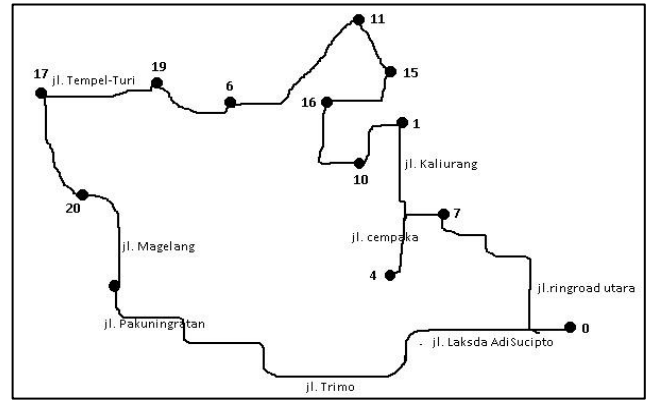 11
19
17
jl. Tempel-Turi
15
6
16
1
jl. Kaliurang
10
20
7
jl. cempaka
jl. Magelang
4
jl.ringroad utara
jl. Pakuningratan
0
jl. Laksda AdiSucipto
jl. Trimo